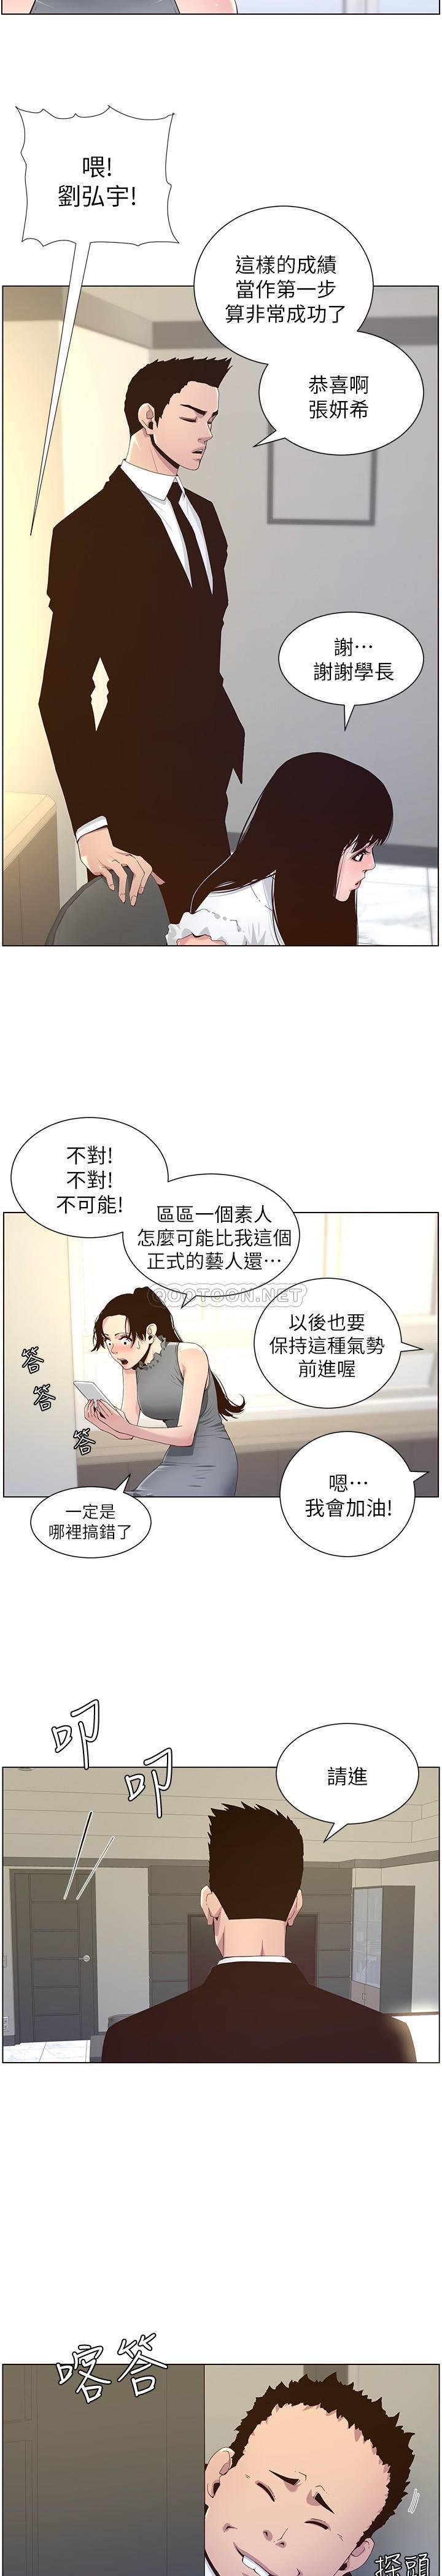 喂!
劉弘宇!
這樣的成績
當作第一步
算非常成功了
恭喜啊
張妍希
謝…
謝謝學長
不對!
不對!
不可能!
區區一個素人
怎麼可能比我這個
正式的藝人還…
QOOTOON.NET
以後也要
保持這種氣勢
前進喔
答
答
答
一定是
哪裡搞錯了
嗯…
我會加油!
叩
叩
請進
喀答
探頭